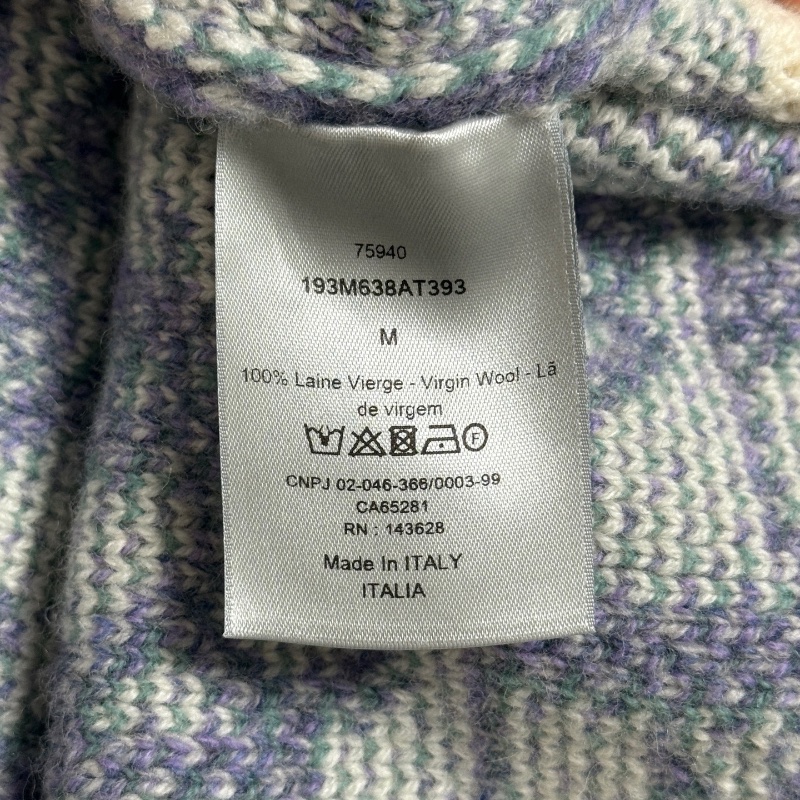 75940
193M638AT393
M
100% Laine Vierge - Virgin Wool - Lã
de virgem
F
CNPJ 02-046-366/0003-99
CA65281
RN : 143628
Made In ITALY
ITALIA